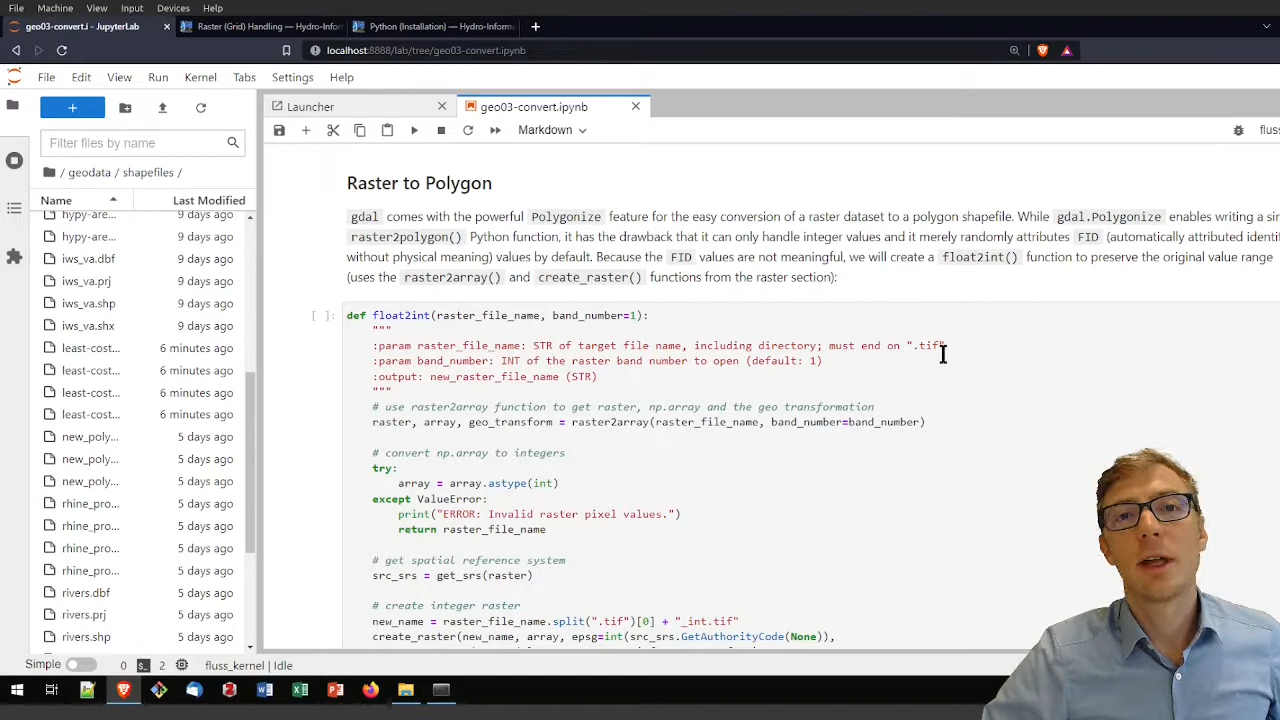 File Machine View Input Devices Help
geo03-convert.i - JupyterLab
Raster (Grid) Handling — Hydro-Infor
Python (Installation) — Hydro-Informa
localhost:8888/lab/tree/geo03-convert.ipynb
File Edit View Run Kernel Tabs Settings Help
Launcher
geo03-convert.ipynb
Markdown
fluss
Filter files by name
/ geodata / shapefiles /
Name Last Modified
hypy-are... 9 days ago
hypy-are... 9 days ago
iws_va.dbf 9 days ago
iws_va.prj 9 days ago
iws_va.shp 9 days ago
iws_va.shx 9 days ago
least-cost... 6 minutes ago
least-cost... 6 minutes ago
least-cost... 6 minutes ago
least-cost... 6 minutes ago
new_poly... 5 days ago
new_poly... 5 days ago
new_poly... 5 days ago
rhine_pro... 5 days ago
rhine_pro... 5 days ago
rhine_pro... 5 days ago
rhine_pro... 5 days ago
rivers.dbf 5 days ago
rivers.prj 5 days ago
rivers.shp 5 days ago
Raster to Polygon
gdal comes with the powerful Polygonize feature for the easy conversion of a raster dataset to a polygon shapefile. While gdal.Polygonize enables writing a si
raster2polygon() Python function, it has the drawback that it can only handle integer values and it merely randomly attributes FID (automatically attributed identi
without physical meaning) values by default. Because the FID values are not meaningful, we will create a float2int() function to preserve the original value range
(uses the raster2array() and create_raster() functions from the raster section):
[ ]: def float2int(raster_file_name, band_number=1):
"""
:param raster_file_name: STR of target file name, including directory; must end on ".tif"
:param band_number: INT of the raster band number to open (default: 1)
:output: new_raster_file_name (STR)
"""
# use raster2array function to get raster, np.array and the geo transformation
raster, array, geo_transform = raster2array(raster_file_name, band_number=band_number)
# convert np.array to integers
try:
array = array.astype(int)
except ValueError:
print("ERROR: Invalid raster pixel values.")
return raster_file_name
# get spatial reference system
src_srs = get_srs(raster)
# create integer raster
new_name = raster_file_name.split(".tif")[0] + "_int.tif"
create_raster(new_name, array, epsg=int(src_srs.GetAuthorityCode(None)),
Simple 0 2 fluss_kernel | Idle